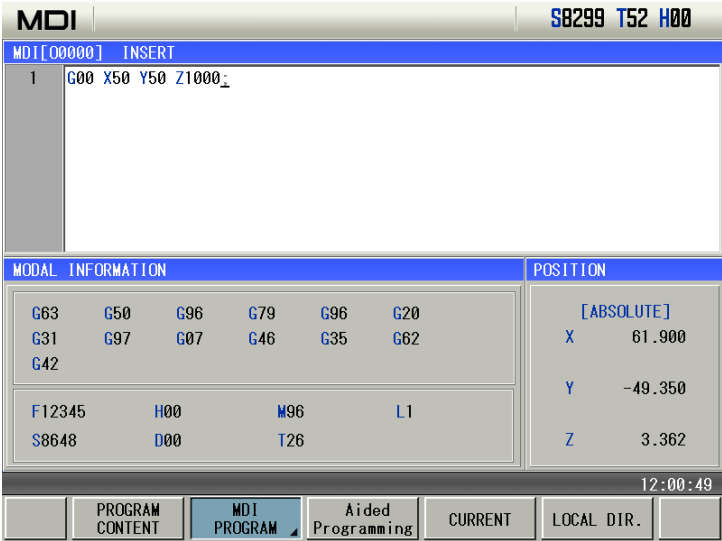 MDI S8299 T52 H00
MDI[O0000] INSERT
1 G00 X50 Y50 Z1000;
MODAL INFORMATION
G63 G50 G96 G79 G96 G20
G31 G97 G07 G46 G35 G62
G42
F12345 H00 M96 L1
S8648 D00 T26
POSITION
[ABSOLUTE]
X 61.900
Y -49.350
Z 3.362
12:00:49
PROGRAM
CONTENT
MDI
PROGRAM
Aided
Programming
CURRENT
LOCAL DIR.